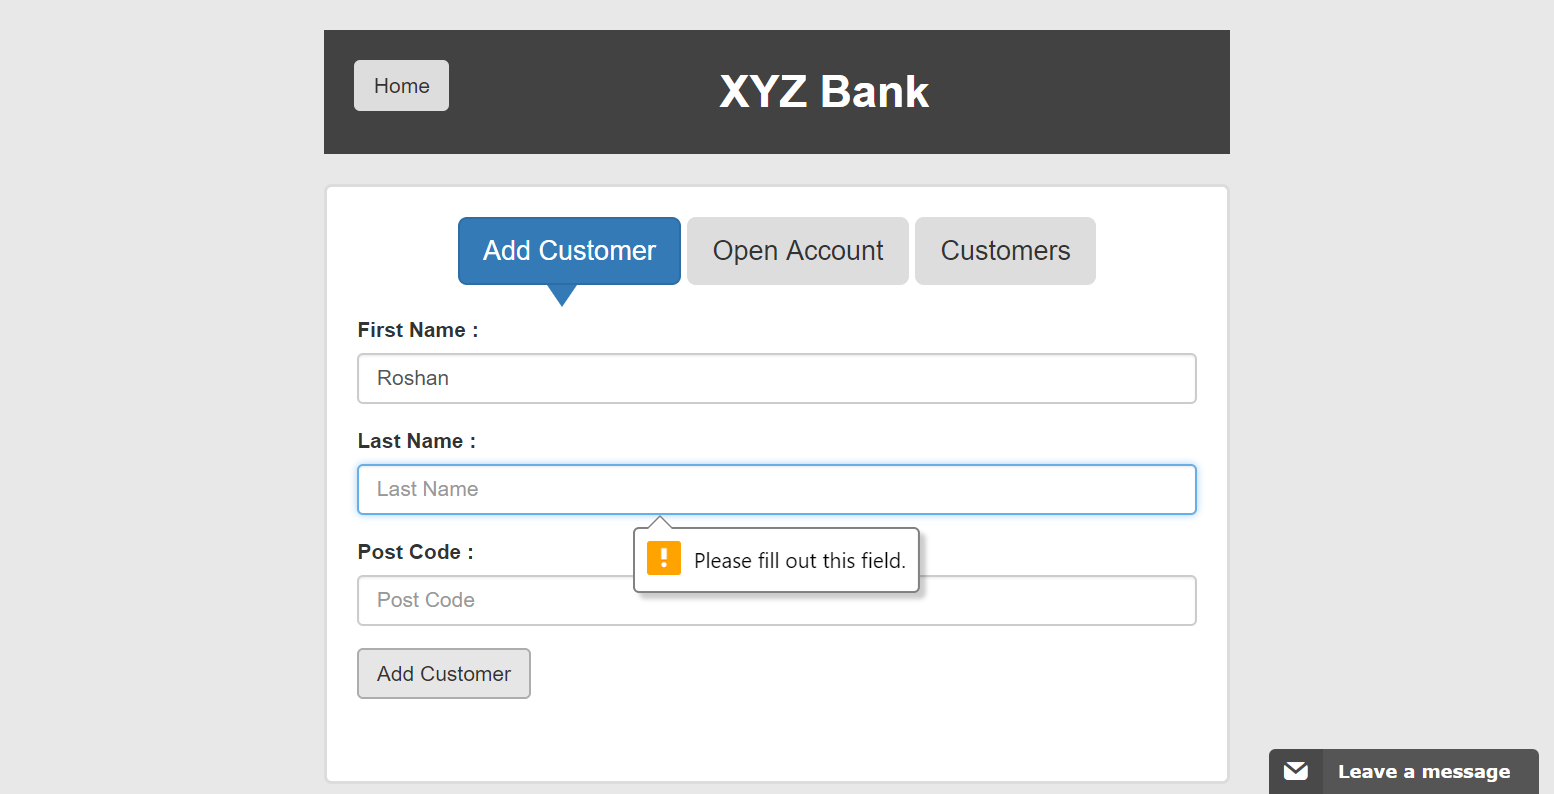 Home
XYZ Bank
Add Customer
Open Account
Customers
First Name :
Roshan
Last Name :
Last Name
Please fill out this field.
Post Code :
Post Code
Add Customer
Leave a message